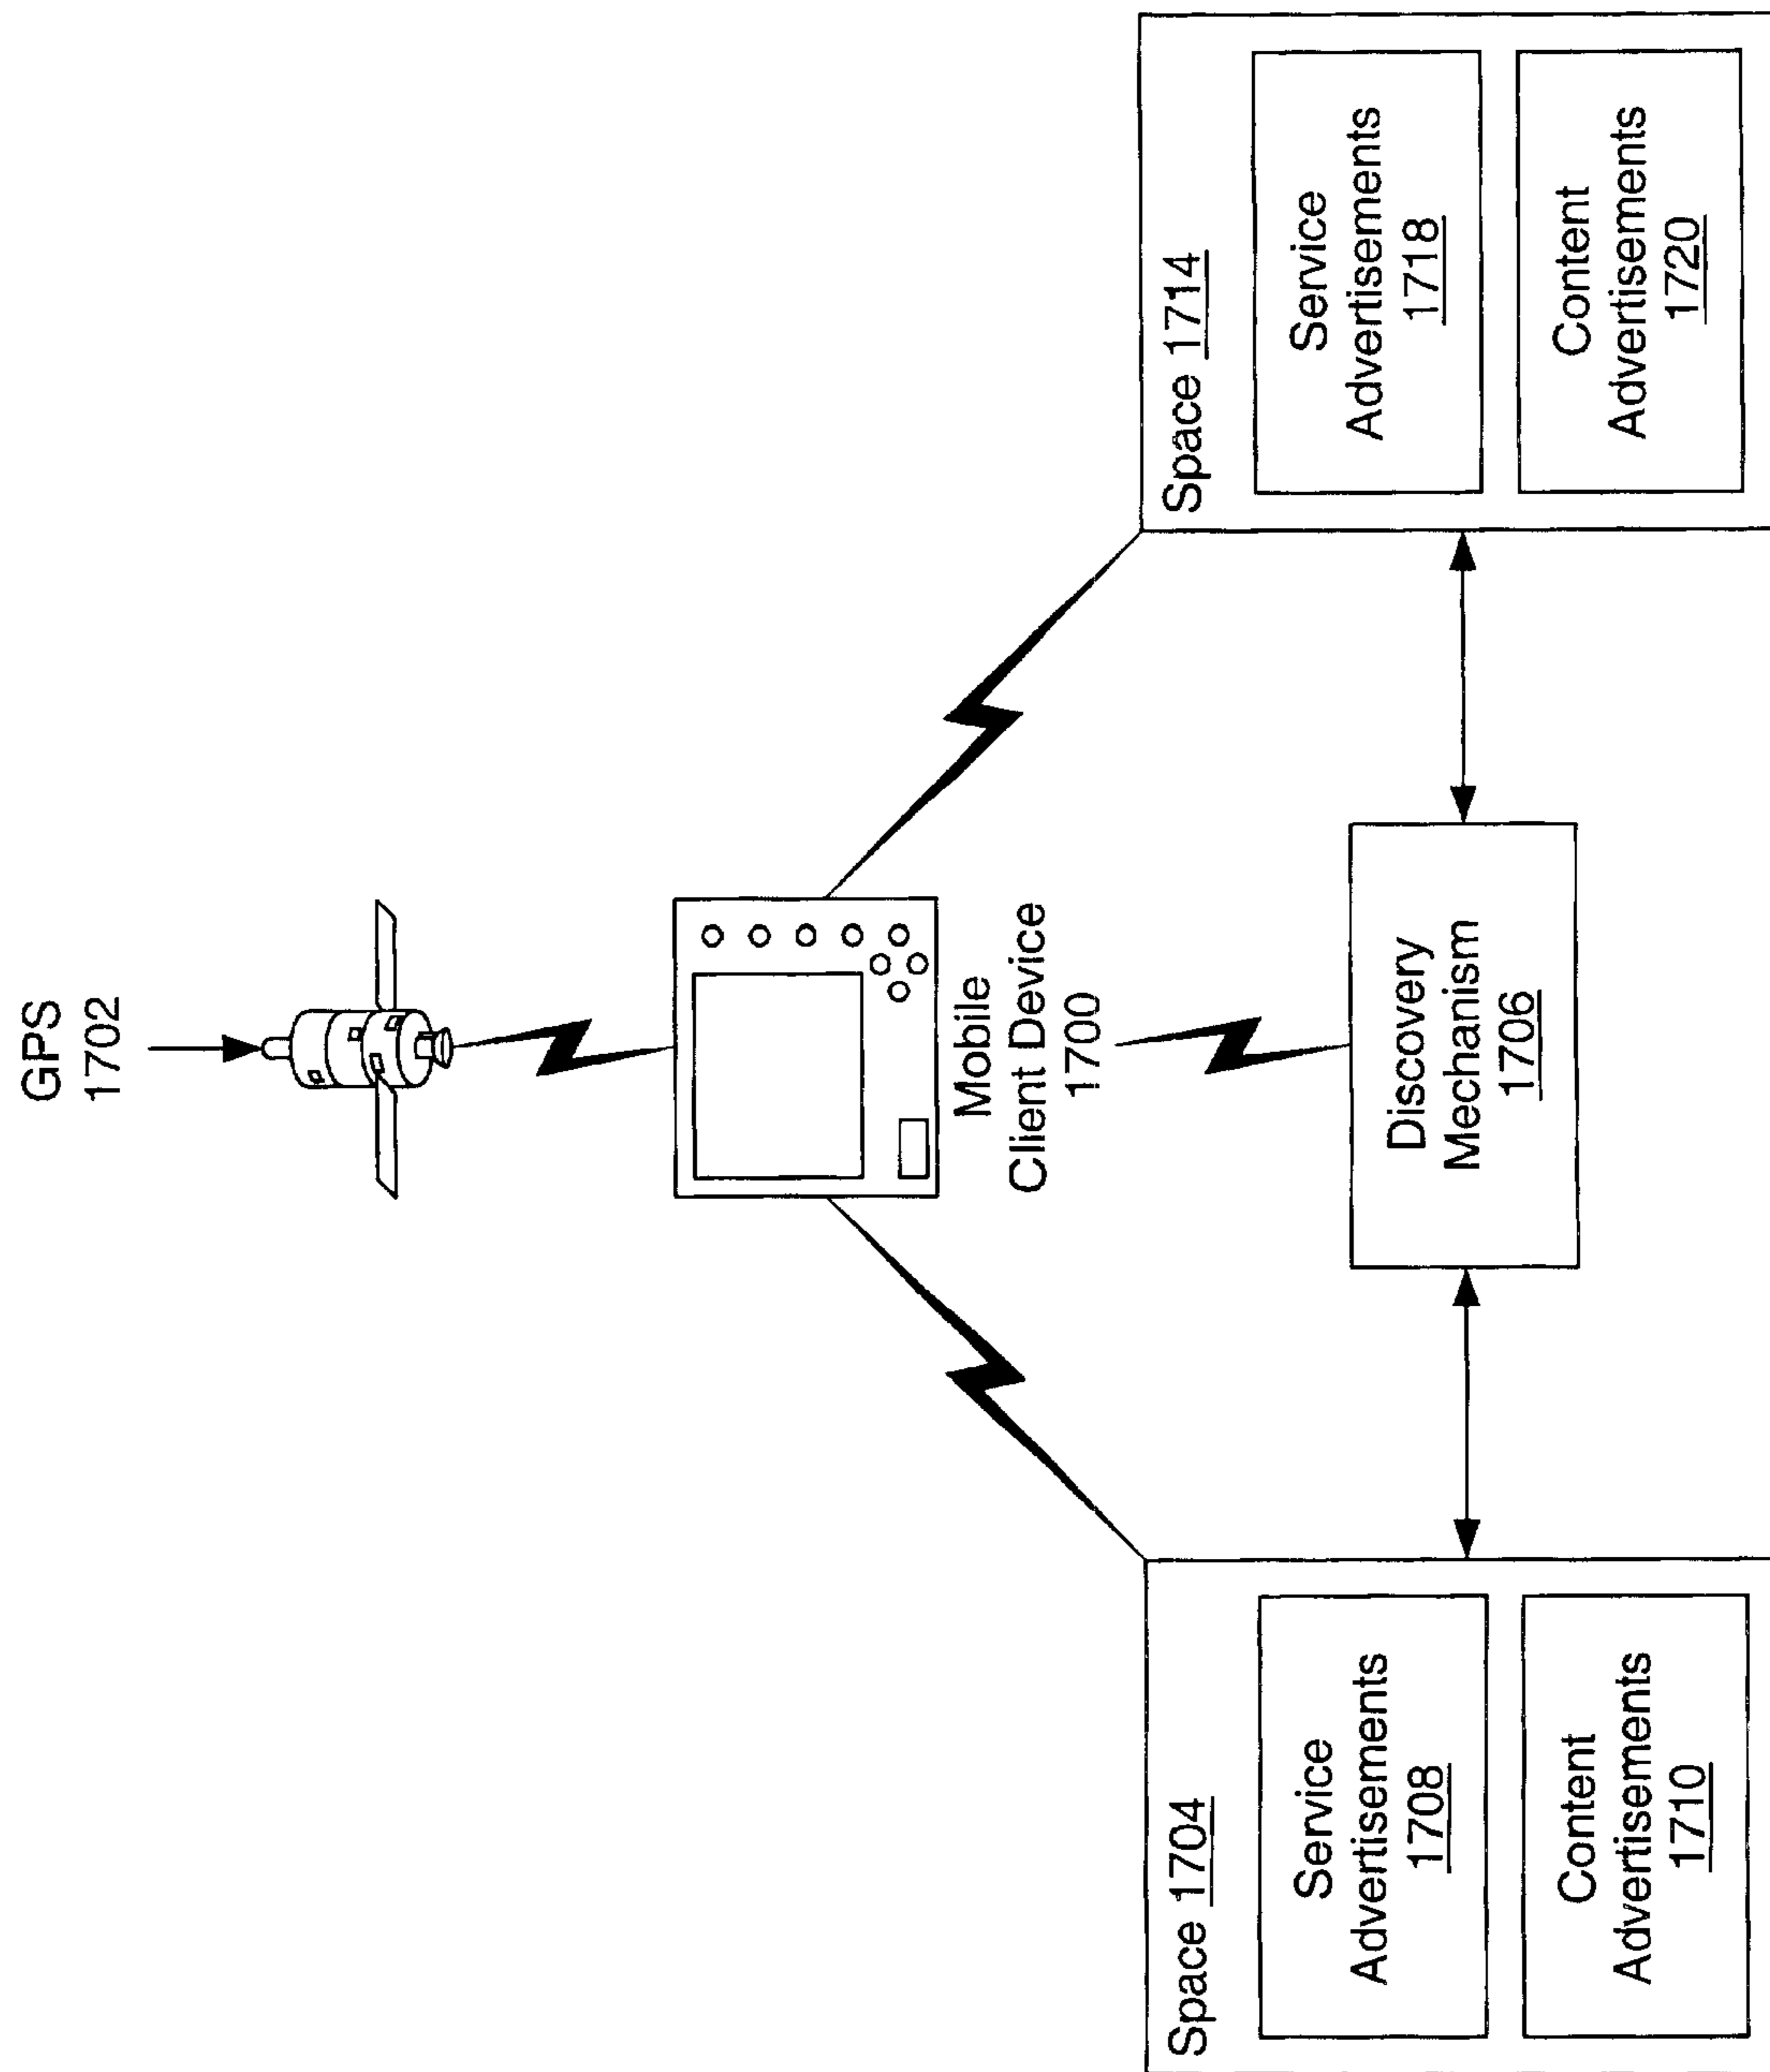 GPS
1702
Mobile
Client Device
1700
Discovery
Mechanism
1706
Space 1704
Service
Advertisements
1708
Content
Advertisements
1710
Space 1714
Service
Advertisements
1718
Content
Advertisements
1720